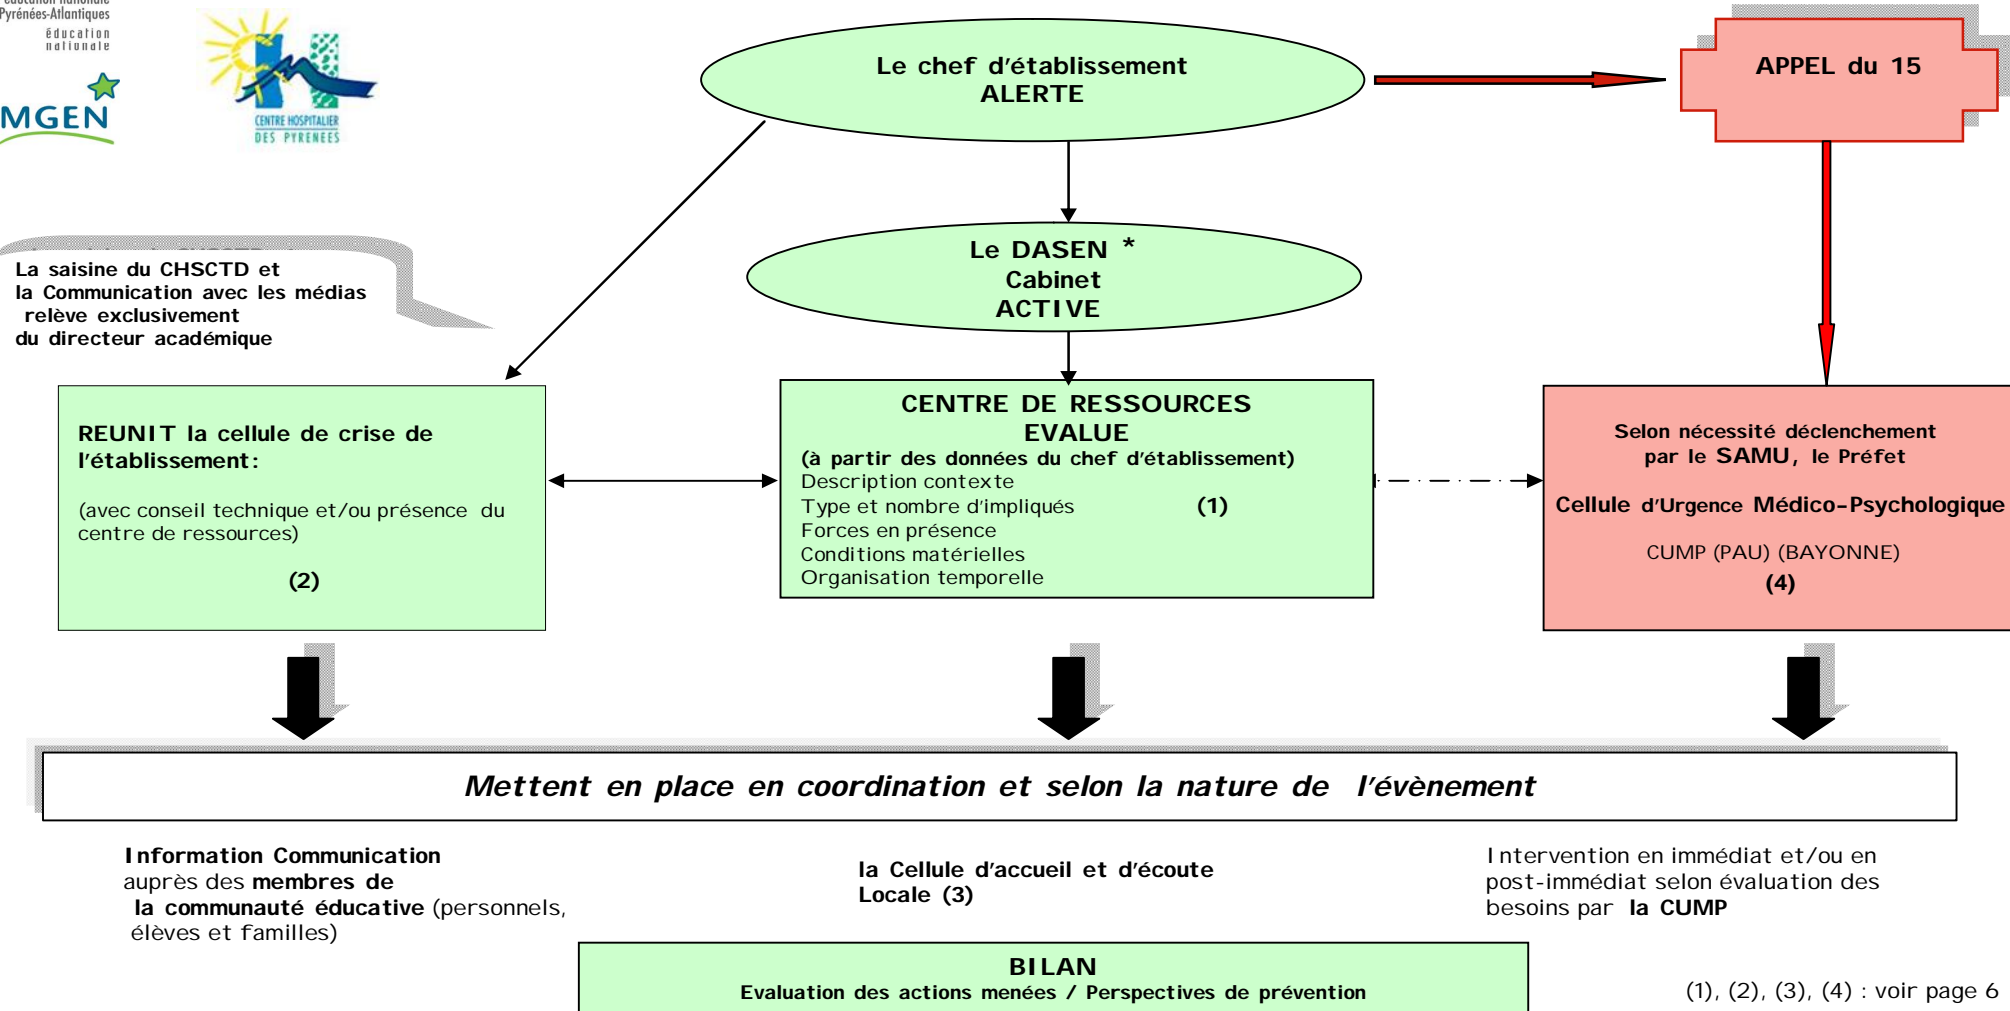 éducation nationale
Pyrénées-Atlantiques
éducation
nationale
MGEN
CENTRE HOSPITALIER
DES PYRENEES
Le chef d'établissement
ALERTE
APPEL du 15
Le DASEN *
Cabinet
ACTIVE
La saisine du CHSCTD et
la Communication avec les médias
relève exclusivement
du directeur académique
REUNIT la cellule de crise de
l'établissement:
(avec conseil technique et/ou présence du
centre de ressources)
(2)
CENTRE DE RESSOURCES
EVALUE
(à partir des données du chef d'établissement)
Description contexte
Type et nombre d'impliqués (1)
Forces en présence
Conditions matérielles
Organisation temporelle
Selon nécessité déclenchement
par le SAMU, le Préfet
Cellule d'Urgence Médico-Psychologique
CUMP (PAU) (BAYONNE)
(4)
Mettent en place en coordination et selon la nature de l'évènement
Information Communication
auprès des membres de
la communauté éducative (personnels,
élèves et familles)
la Cellule d'accueil et d'écoute
Locale (3)
Intervention en immédiat et/ou en
post-immédiat selon évaluation des
besoins par la CUMP
BILAN
Evaluation des actions menées / Perspectives de prévention
(1), (2), (3), (4) : voir page 6